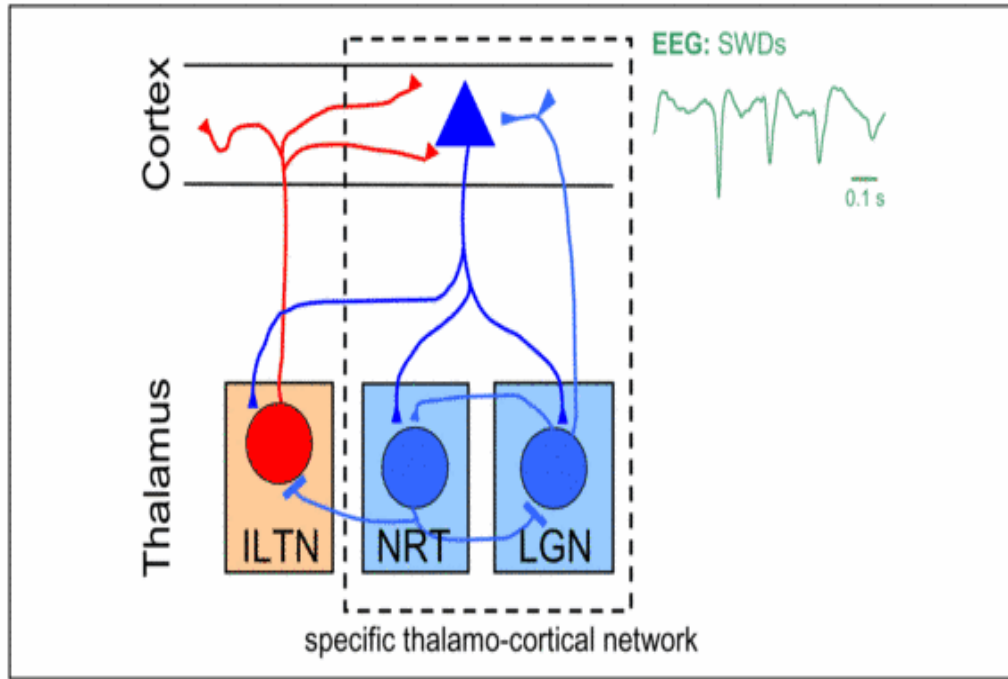 EEG: SWDs
Cortex
0.1 s
Thalamus
ILTN
NRT
LGN
specific thalamo-cortical network